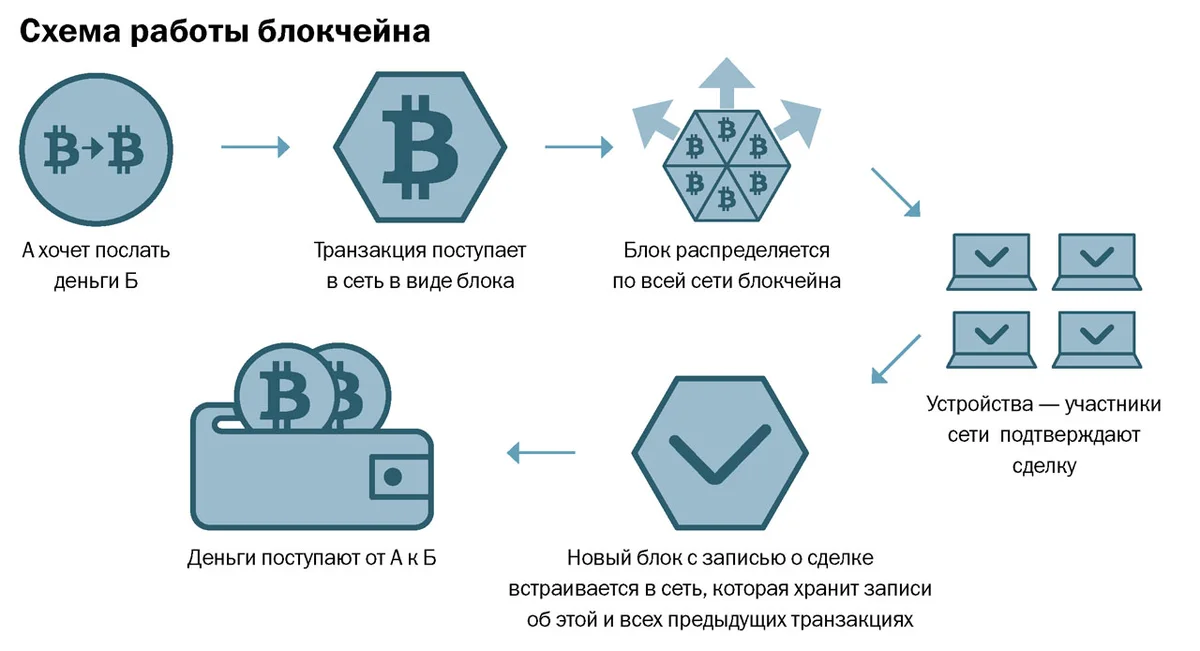 Схема работы блокчейна
А хочет послать
деньги Б
Транзакция поступает
в сеть в виде блока
Блок распределяется
по всей сети блокчейна
Устройства — участники
сети подтверждают
сделку
Новый блок с записью о сделке
встраивается в сеть, которая хранит записи
об этой и всех предыдущих транзакциях
Деньги поступают от А к Б